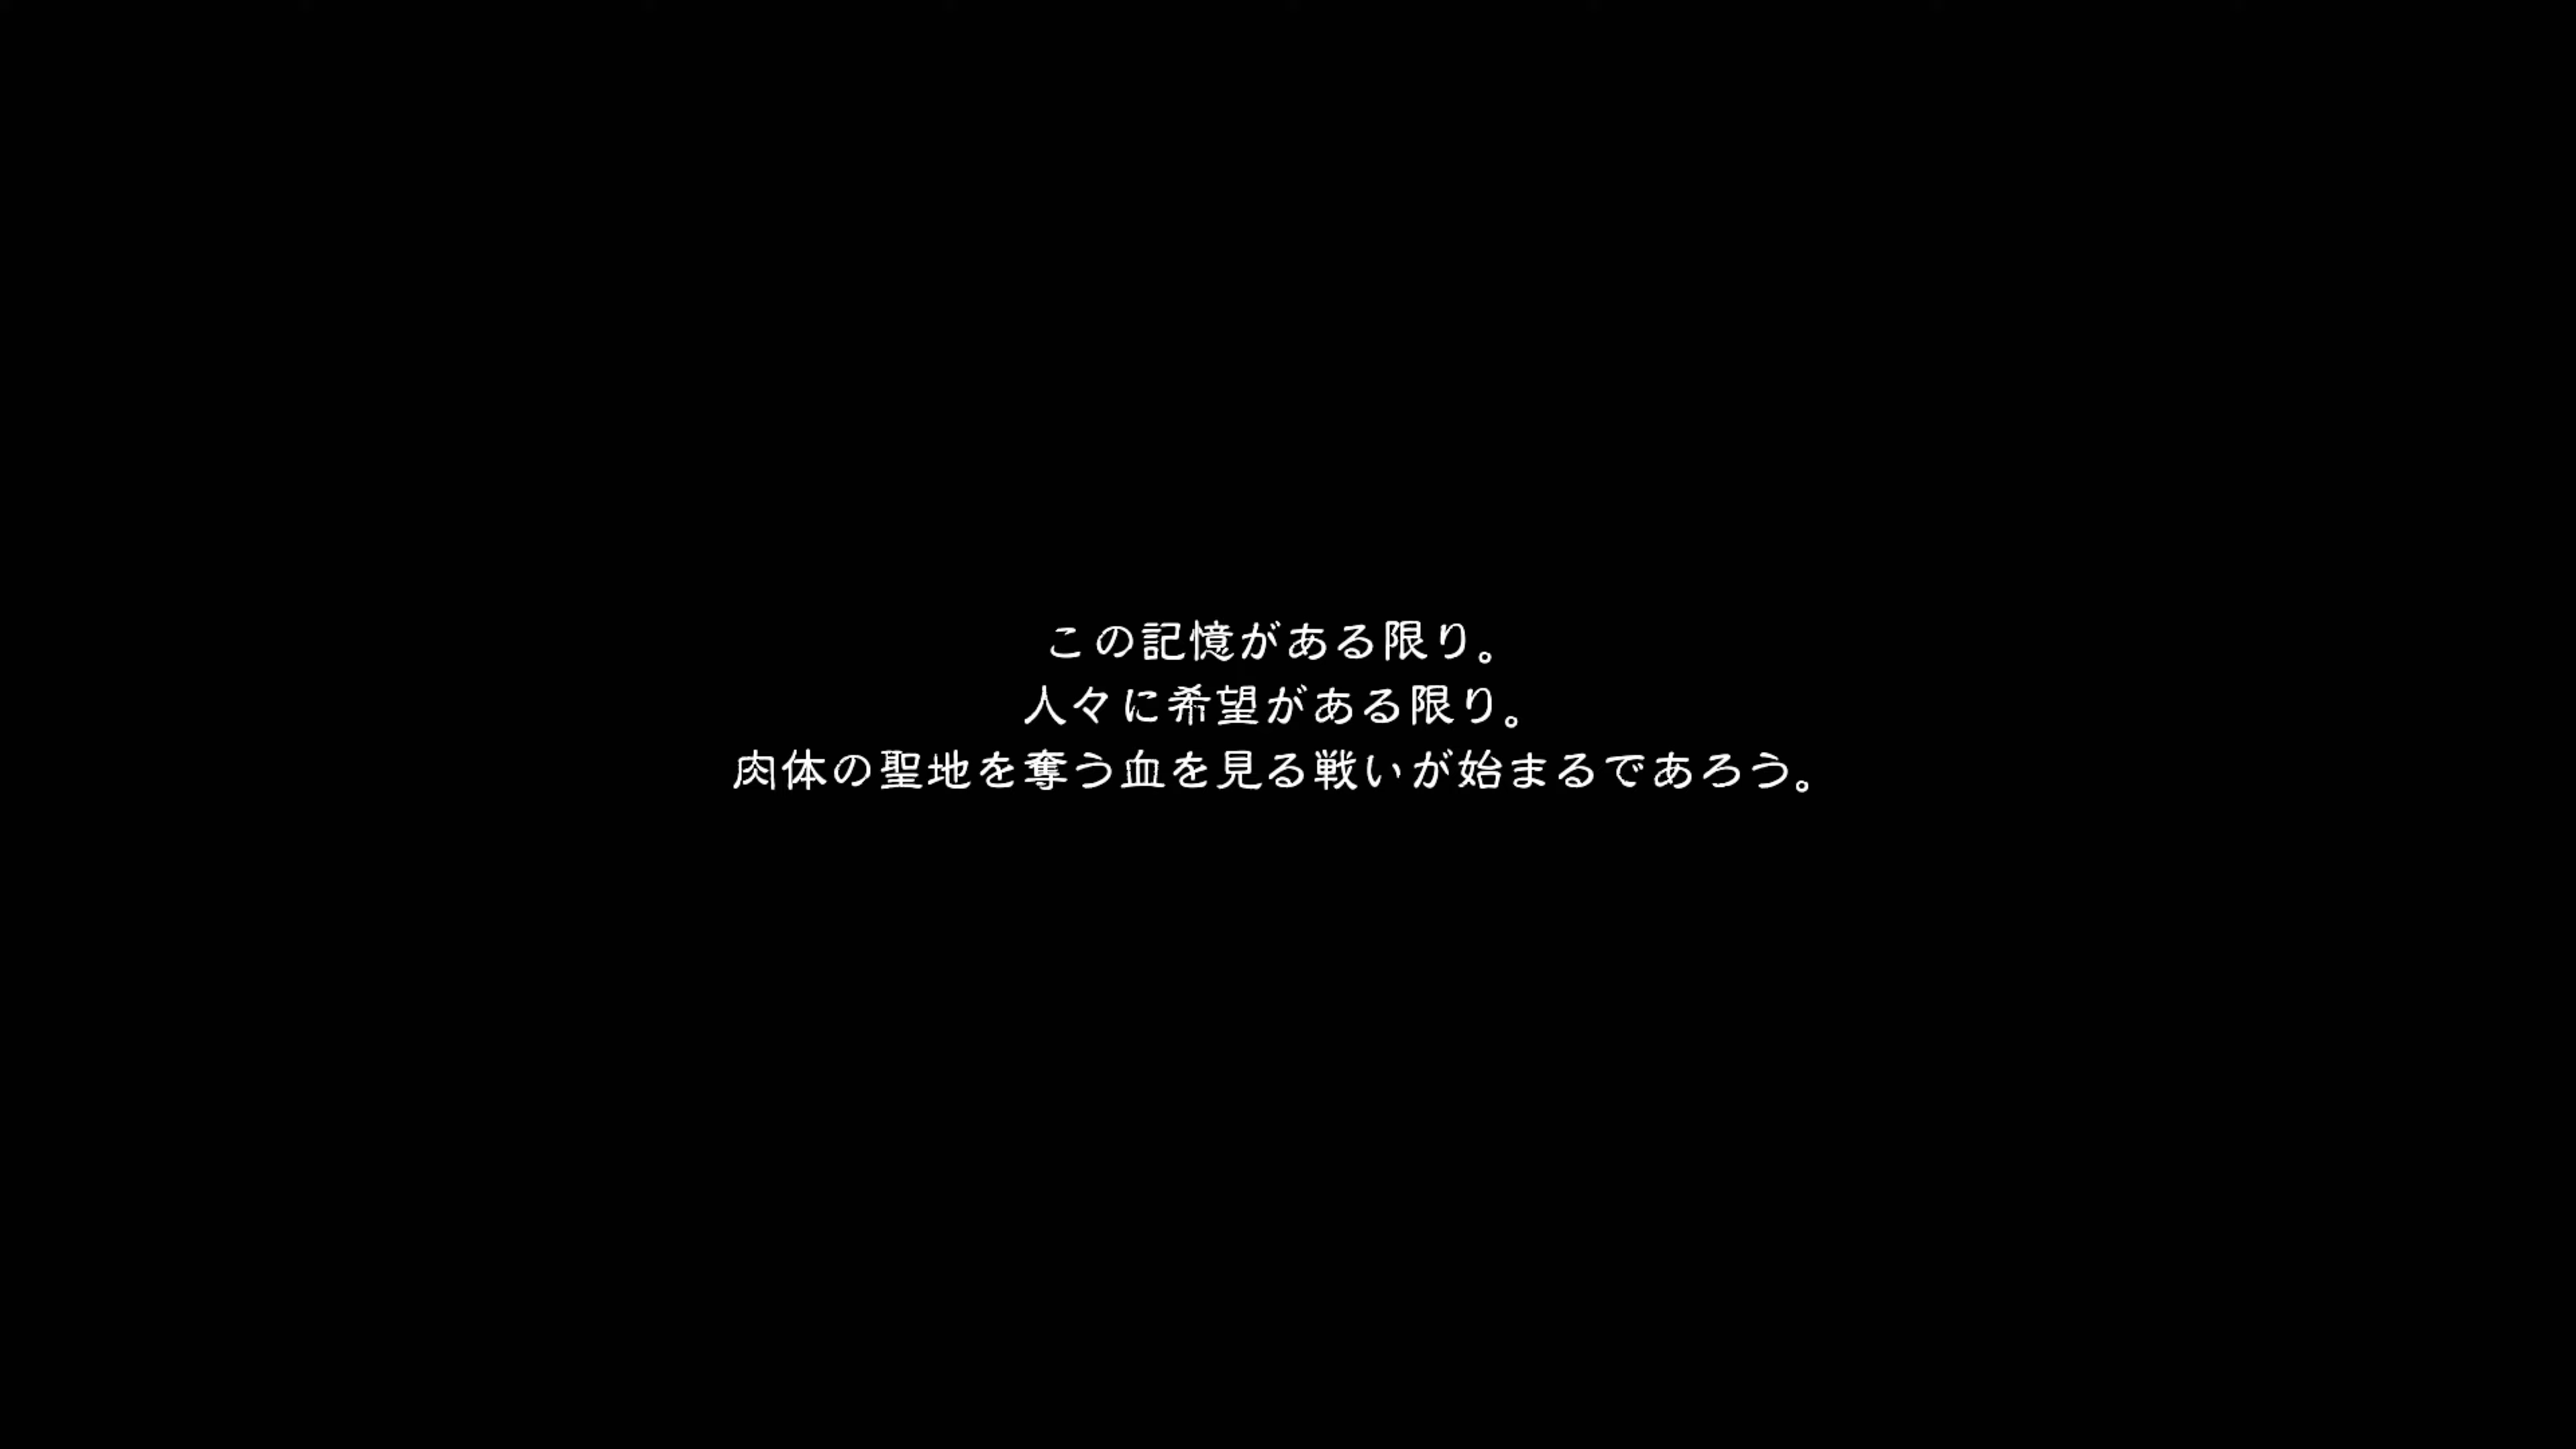 この記憶がある限り。
人々に希望がある限り。
肉体の聖地を奪う血を見る戦いが始まるであろう。